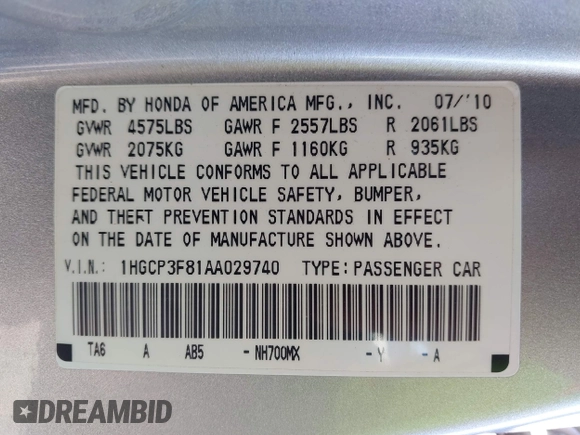 MFD. BY HONDA OF AMERICA MFG., INC. 07/'10
GVWR 4575LBS GAWR F 2557LBS R 2061LBS
GVWR 2075KG GAWR F 1160KG R 935KG
THIS VEHICLE CONFORMS TO ALL APPLICABLE
FEDERAL MOTOR VEHICLE SAFETY, BUMPER,
AND THEFT PREVENTION STANDARDS IN EFFECT
ON THE DATE OF MANUFACTURE SHOWN ABOVE.
V.I.N.: 1HGCP3F81AA029740 TYPE: PASSENGER CAR
TA6 A AB5 -NH700MX -Y -A
DREAMBID